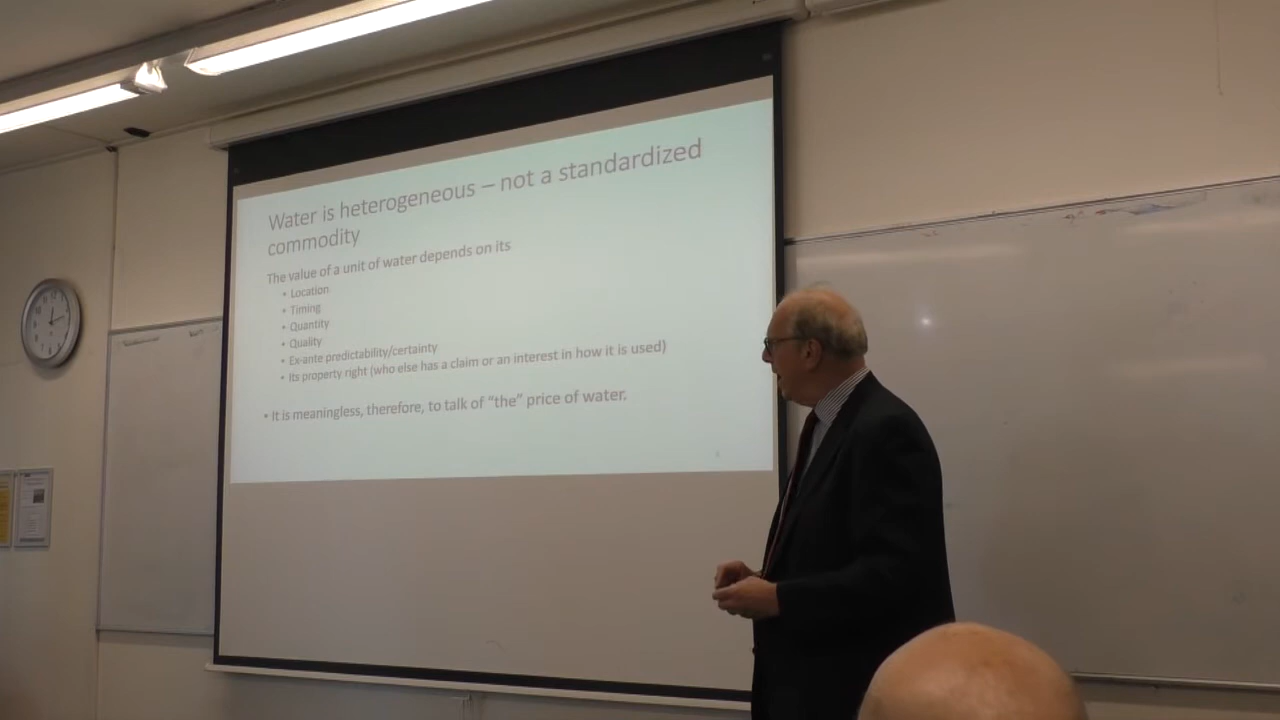 Water is heterogeneous – not a standardized
commodity
The value of a unit of water depends on its
• Location
• Timing
• Quantity
• Quality
• Ex-ante predictability/certainty
• Its property right (who else has a claim or an interest in how it is used)
• It is meaningless, therefore, to talk of “the” price of water.